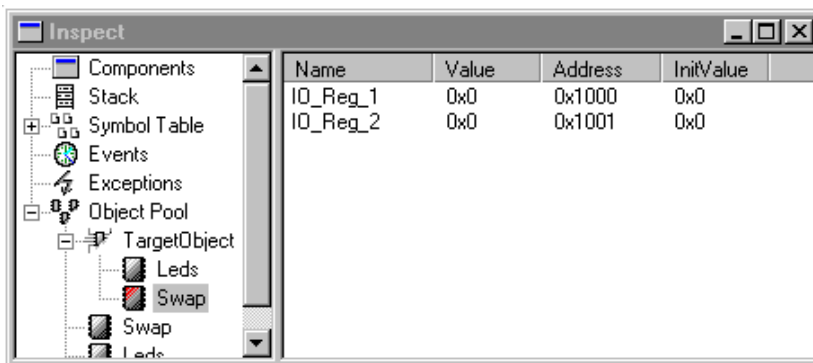 Inspect
Components
Stack
Symbol Table
Events
Exceptions
Object Pool
TargetObject
Leds
Swap
Swap
Leds
Name Value Address InitValue
IO_Reg_1 0x0 0x1000 0x0
IO_Reg_2 0x0 0x1001 0x0